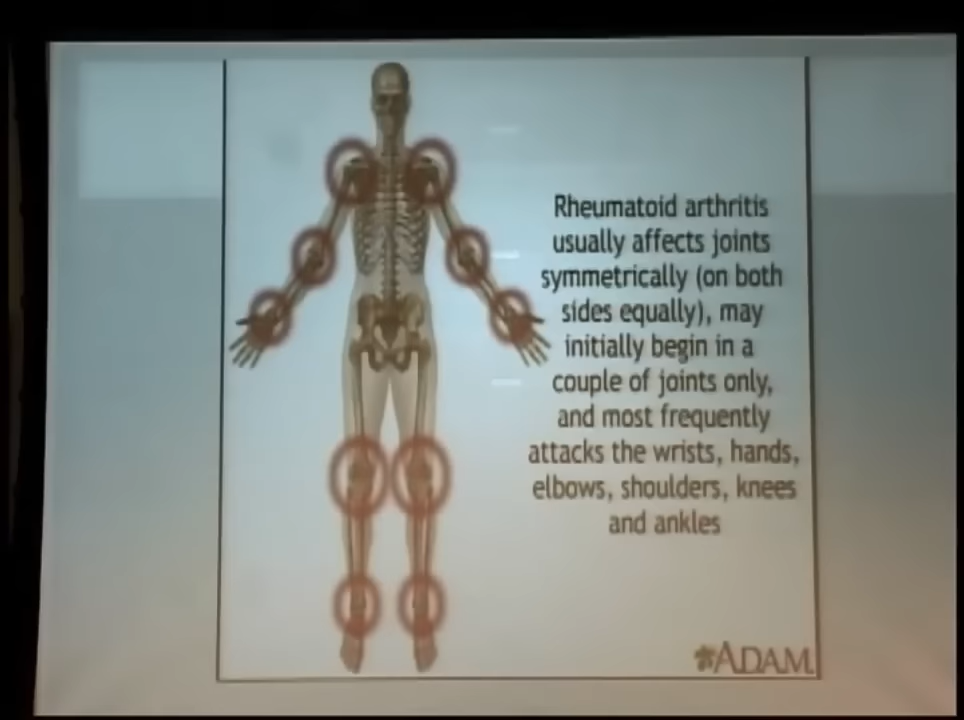 Rheumatoid arthritis
usually affects joints
symmetrically (on both
sides equally), may
initially begin in a
couple of joints only,
and most frequently
attacks the wrists, hands,
elbows, shoulders, knees
and ankles
ADAM.